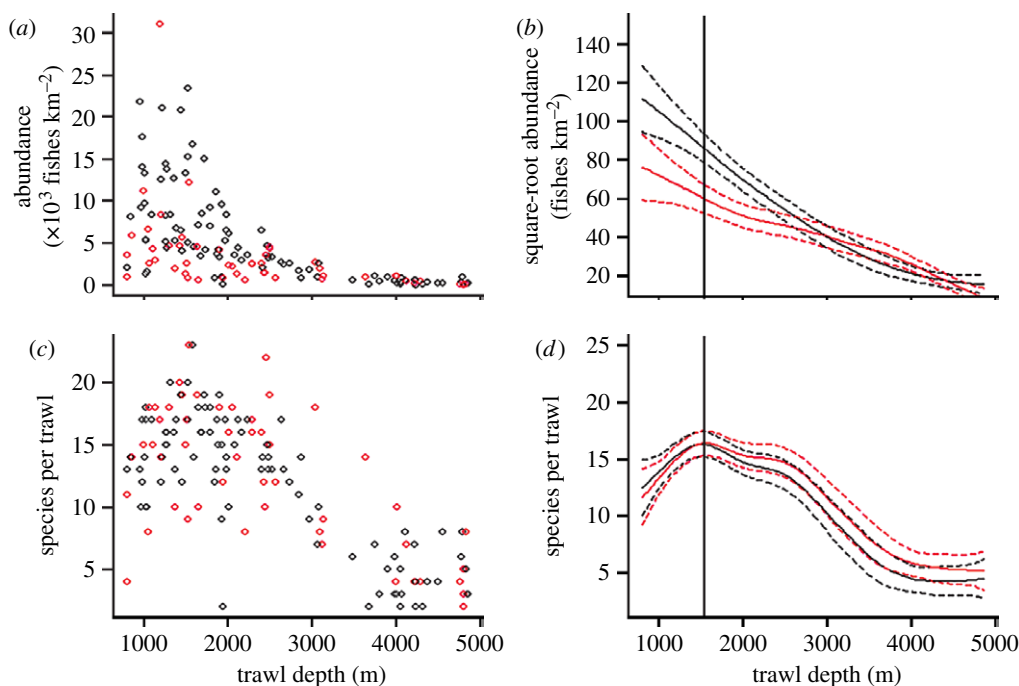 (a)
abundance
(×10³ fishes km⁻²)
30
25
20
15
10
5
0
(b)
square-root abundance
(fishes km⁻²)
140
120
100
80
60
40
20
(c)
species per trawl
20
15
10
5
1000 2000 3000 4000 5000
trawl depth (m)
(d)
species per trawl
25
20
15
10
5
1000 2000 3000 4000 5000
trawl depth (m)